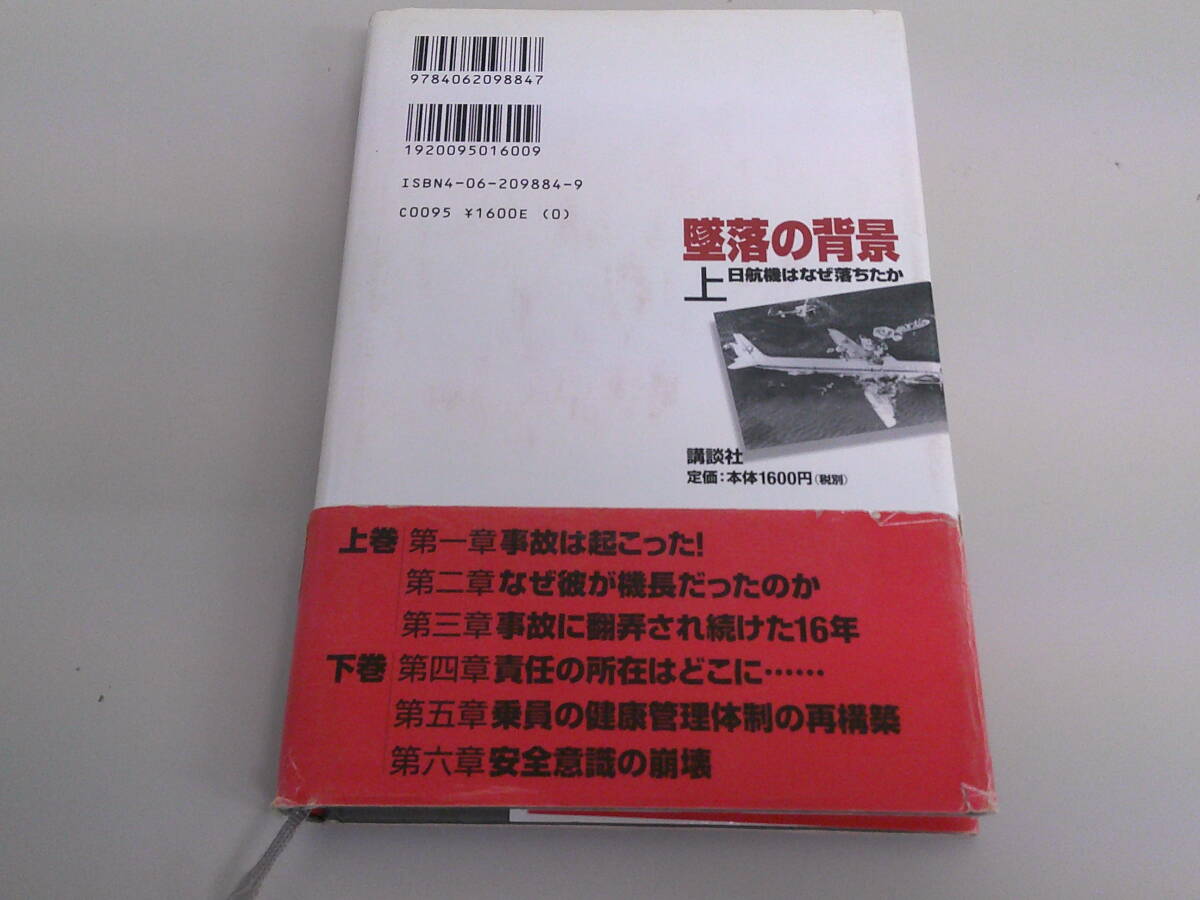 9784062098847
1920095016009
ISBN4-06-209884-9
C0095 ¥1600E (0)
墜落の背景
上 日航機はなぜ落ちたか
講談社
定価：本体1600円(税別)
上巻 第一章 事故は起こった!
第二章 なぜ彼が機長だったのか
第三章 事故に翻弄され続けた16年
下巻 第四章 責任の所在はどこに……
第五章 乗員の健康管理体制の再構築
第六章 安全意識の崩壊